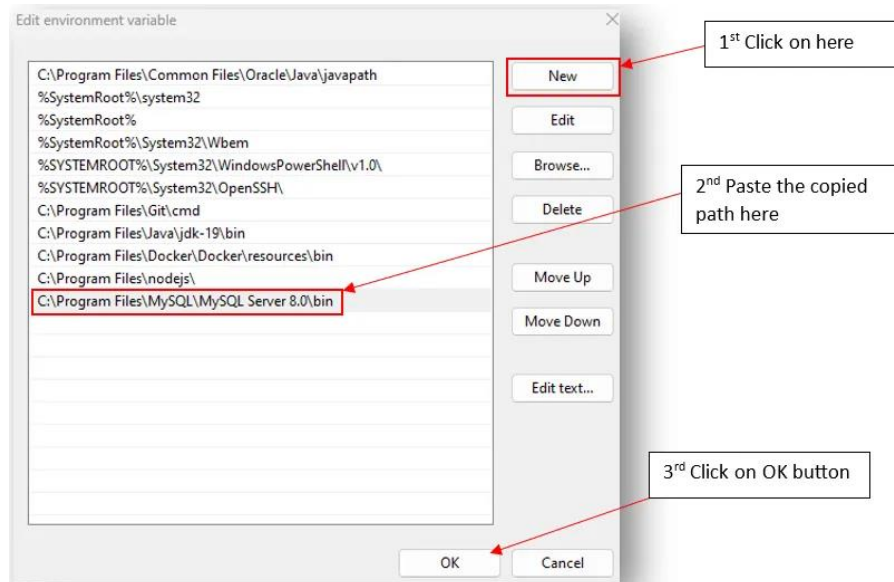 Edit environment variable
1st Click on here
C:\Program Files\Common Files\Oracle\Java\javapath
New
%SystemRoot%\system32
%SystemRoot%
Edit
%SystemRoot%\System32\Wbem
%SYSTEMROOT%\System32\WindowsPowerShell\v1.0\
Browse...
%SYSTEMROOT%\System32\OpenSSH\
2nd Paste the copied
path here
C:\Program Files\Git\cmd
Delete
C:\Program Files\Java\jdk-19\bin
C:\Program Files\Docker\Docker\resources\bin
C:\Program Files\nodejs\
Move Up
C:\Program Files\MySQL\MySQL Server 8.0\bin
Move Down
Edit text...
3rd Click on OK button
OK
Cancel